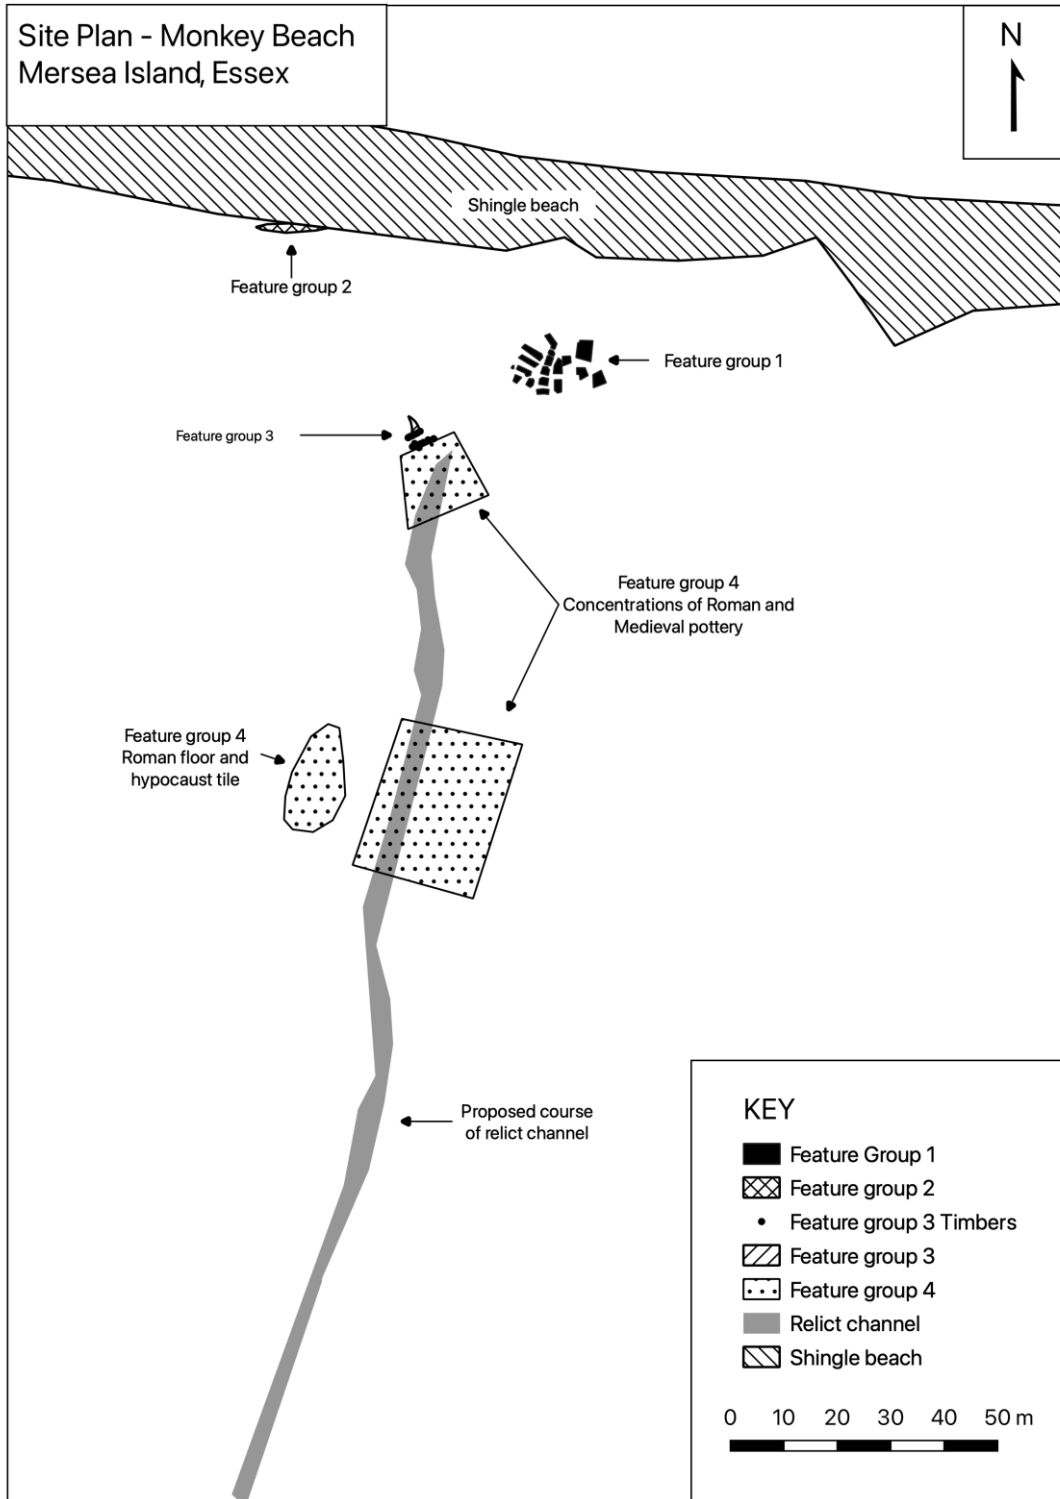 Site Plan - Monkey Beach
Mersea Island, Essex
N
Shingle beach
Feature group 2
Feature group 1
Feature group 3
Feature group 4
Concentrations of Roman and
Medieval pottery
Feature group 4
Roman floor and
hypocaust tile
Proposed course
of relict channel
KEY
Feature Group 1
Feature group 2
Feature group 3 Timbers
Feature group 3
Feature group 4
Relict channel
Shingle beach
0 10 20 30 40 50 m